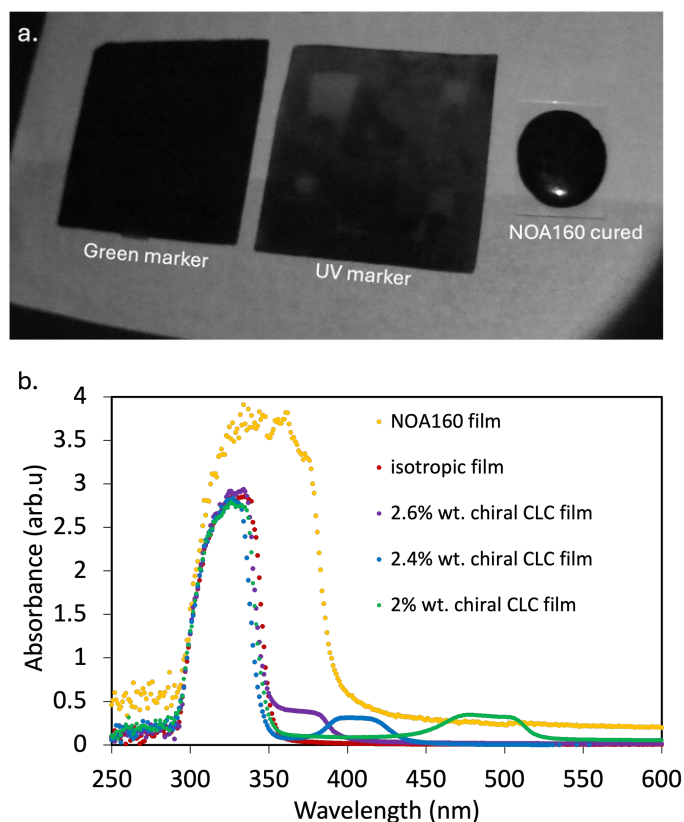 a.
Green marker
UV marker
NOA160 cured
b.
4
3.5
3
2.5
2
1.5
1
0.5
0
Absorbance (arb.u)
NOA160 film
isotropic film
2.6% wt. chiral CLC film
2.4% wt. chiral CLC film
2% wt. chiral CLC film
250 300 350 400 450 500 550 600
Wavelength (nm)